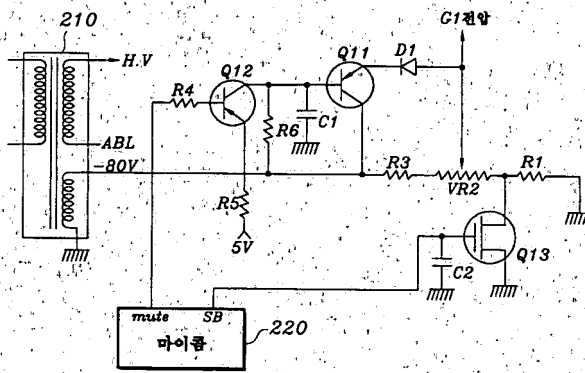 210
H.V
ABL
-80V
R4
Q12
R6
C1
Q11
D1
G1전압
R5
5V
R3
VR2
R1
Q13
C2
mute
SB
마이콤
220